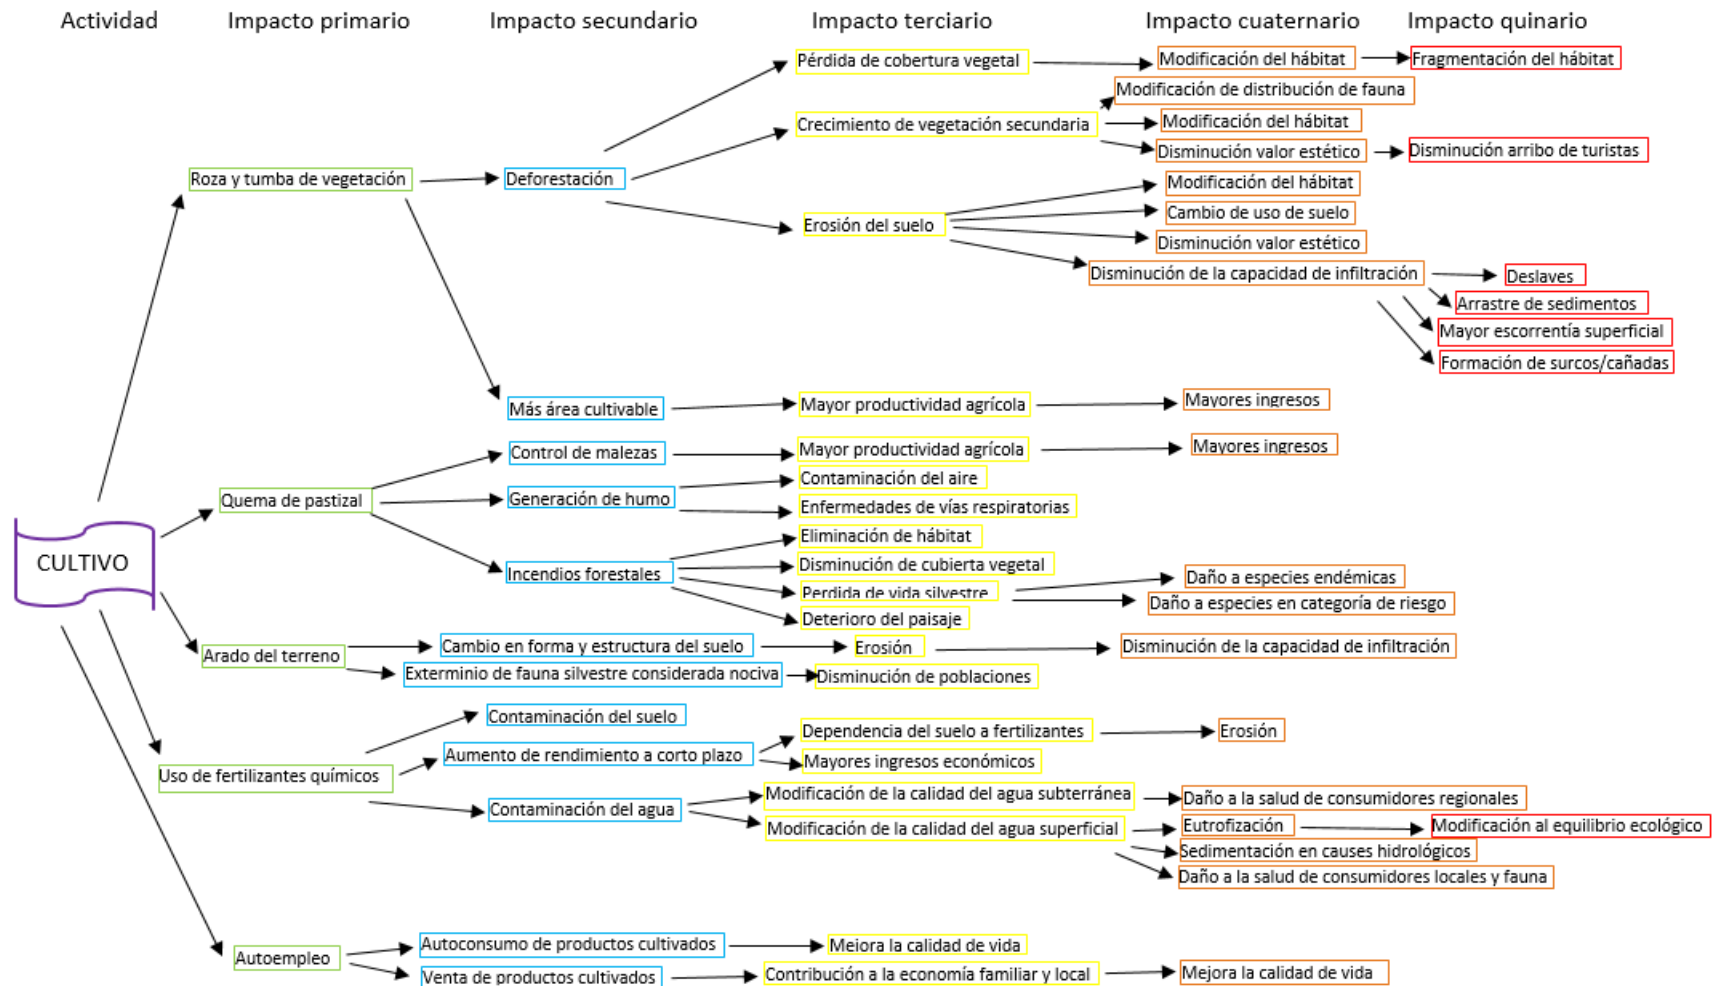 Actividad
Impacto primario
Impacto secundario
Impacto terciario
Impacto cuaternario
Impacto quinario
Pérdida de cobertura vegetal
Modificación del hábitat
Fragmentación del hábitat
Modificación de distribución de fauna
Crecimiento de vegetación secundaria
Modificación del hábitat
Disminución valor estético
Disminución arribo de turistas
Roza y tumba de vegetación
Deforestación
Modificación del hábitat
Cambio de uso de suelo
Erosión del suelo
Disminución valor estético
Disminución de la capacidad de infiltración
Deslaves
Arrastre de sedimentos
Mayor escorrentía superficial
Formación de surcos/cañadas
Más área cultivable
Mayor productividad agrícola
Mayores ingresos
Control de malezas
Mayor productividad agrícola
Mayores ingresos
Quema de pastizal
Generación de humo
Contaminación del aire
Enfermedades de vías respiratorias
Eliminación de hábitat
CULTIVO
Incendios forestales
Disminución de cubierta vegetal
Perdida de vida silvestre
Daño a especies endémicas
Daño a especies en categoría de riesgo
Deterioro del paisaje
Arado del terreno
Cambio en forma y estructura del suelo
Erosión
Disminución de la capacidad de infiltración
Exterminio de fauna silvestre considerada nociva
Disminución de poblaciones
Contaminación del suelo
Uso de fertilizantes químicos
Aumento de rendimiento a corto plazo
Dependencia del suelo a fertilizantes
Erosión
Mayores ingresos económicos
Contaminación del agua
Modificación de la calidad del agua subterránea
Daño a la salud de consumidores regionales
Modificación de la calidad del agua superficial
Eutrofización
Modificación al equilibrio ecológico
Sedimentación en causes hidrológicos
Daño a la salud de consumidores locales y fauna
Autoempleo
Autoconsumo de productos cultivados
Mejora la calidad de vida
Venta de productos cultivados
Contribución a la economía familiar y local
Mejora la calidad de vida